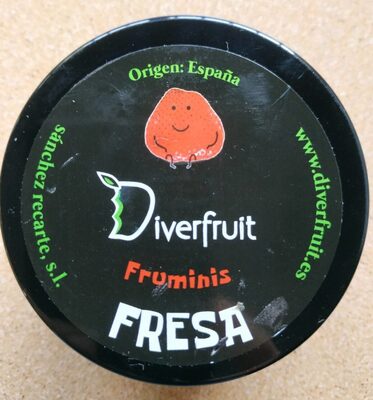 Origen: España
sánchez recarte, s.l.
www.diverfruit.es
Diverfruit
Fruminis
FRESA